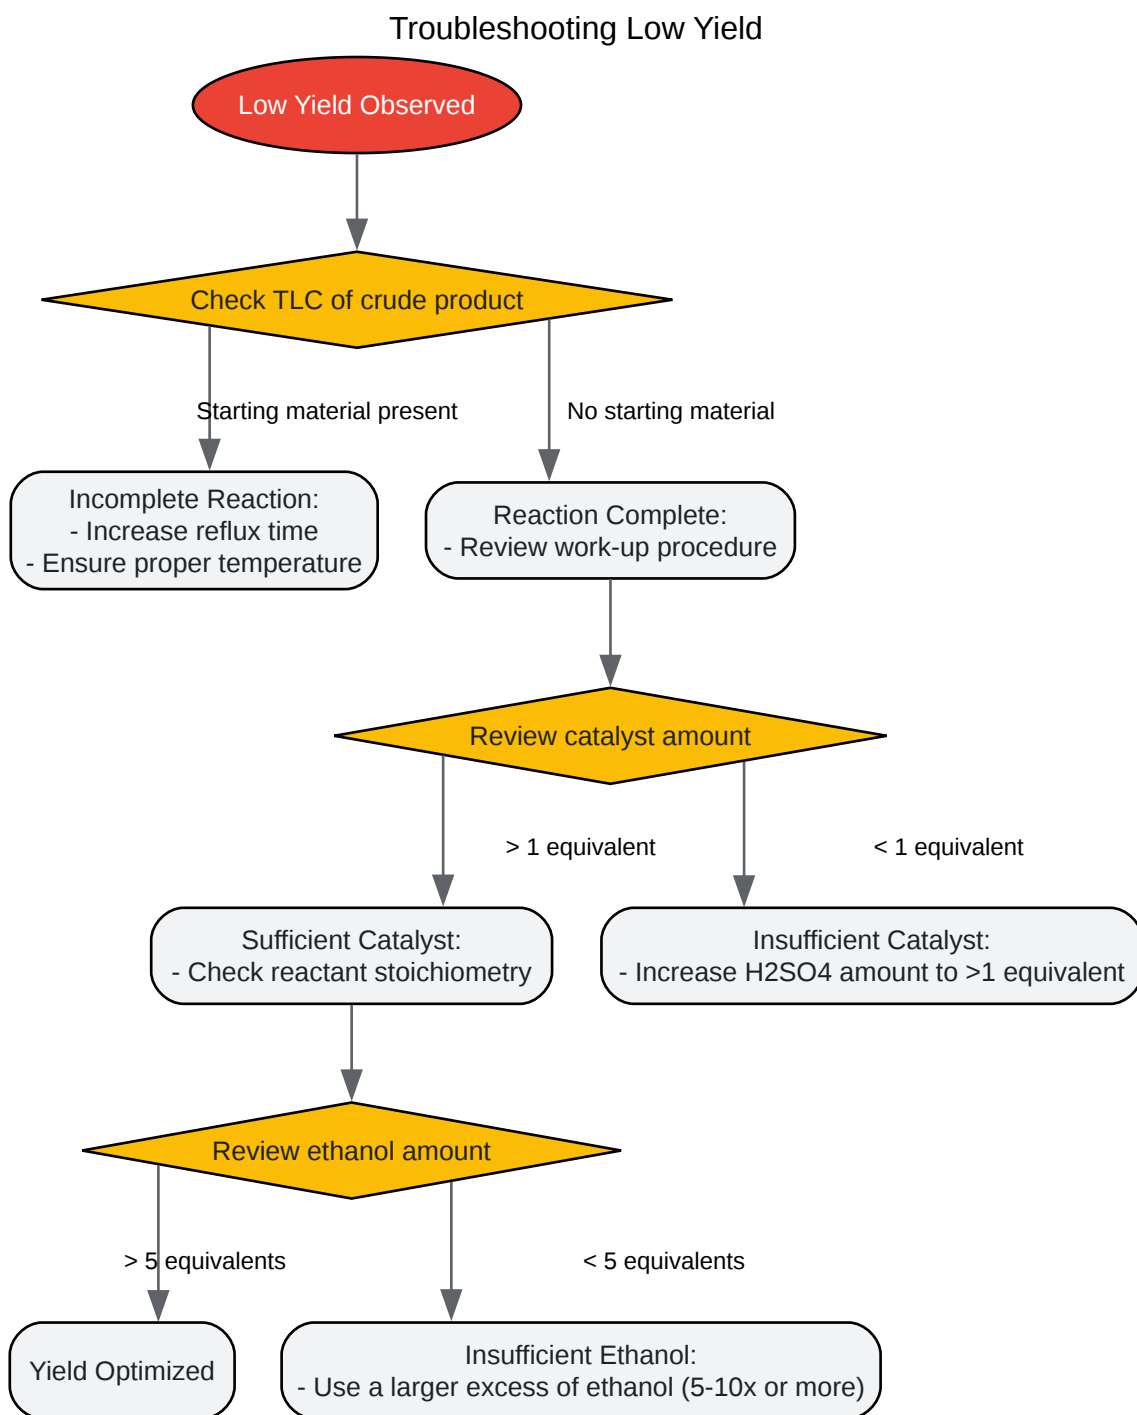 Troubleshooting Low Yield
Low Yield Observed
Check TLC of crude product
Starting material present
No starting material
Incomplete Reaction:
- Increase reflux time
- Ensure proper temperature
Reaction Complete:
- Review work-up procedure
Review catalyst amount
> 1 equivalent
< 1 equivalent
Sufficient Catalyst:
- Check reactant stoichiometry
Insufficient Catalyst:
- Increase H2SO4 amount to >1 equivalent
Review ethanol amount
> 5 equivalents
< 5 equivalents
Yield Optimized
Insufficient Ethanol:
- Use a larger excess of ethanol (5-10x or more)